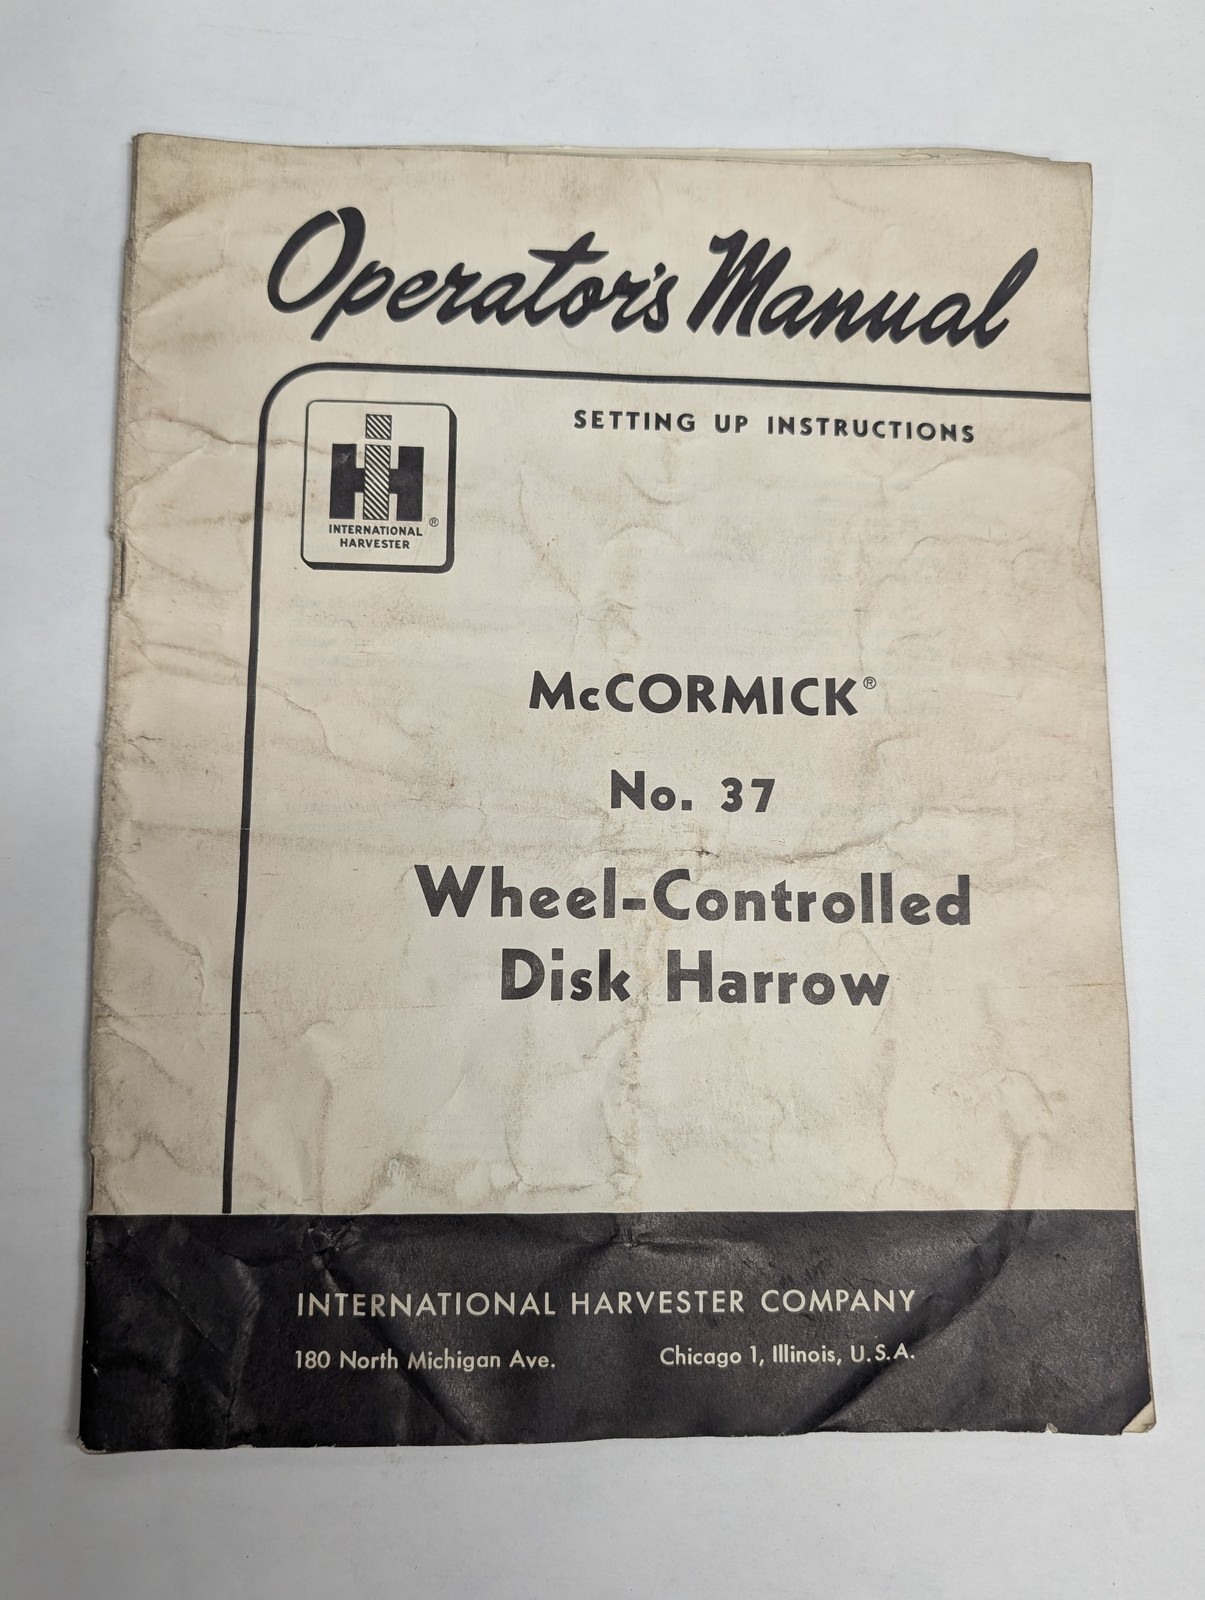 Operator's Manual
SETTING UP INSTRUCTIONS
IH
INTERNATIONAL
HARVESTER ®
McCORMICK®
No. 37
Wheel-Controlled
Disk Harrow
INTERNATIONAL HARVESTER COMPANY
180 North Michigan Ave. Chicago 1, Illinois, U.S.A.